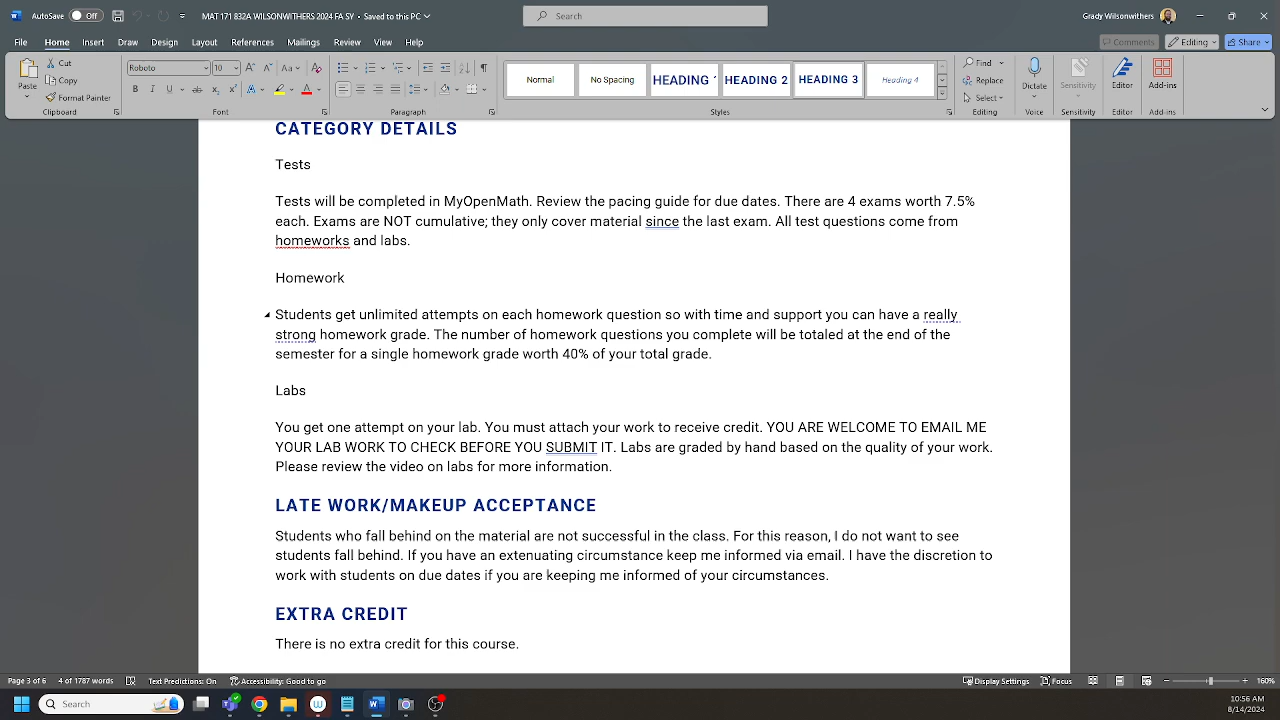 AutoSave Off MAT 171 832A WILSONWITHERS 2024 FA SY • Saved to this PC Search Grady Wilsonwithers
File Home Insert Draw Design Layout References Mailings Review View Help Comments Editing Share
Paste Cut Copy Format Painter Clipboard
Roboto 10 Font
Paragraph
Normal No Spacing HEADING 1 HEADING 2 HEADING 3 Heading 4 Styles
Find Replace Select Editing
Dictate Voice
Sensitivity Sensitivity
Editor Editor
Add-ins Add-ins
CATEGORY DETAILS
Tests
Tests will be completed in MyOpenMath. Review the pacing guide for due dates. There are 4 exams worth 7.5%
each. Exams are NOT cumulative; they only cover material since the last exam. All test questions come from
homeworks and labs.
Homework
Students get unlimited attempts on each homework question so with time and support you can have a really
strong homework grade. The number of homework questions you complete will be totaled at the end of the
semester for a single homework grade worth 40% of your total grade.
Labs
You get one attempt on your lab. You must attach your work to receive credit. YOU ARE WELCOME TO EMAIL ME
YOUR LAB WORK TO CHECK BEFORE YOU SUBMIT IT. Labs are graded by hand based on the quality of your work.
Please review the video on labs for more information.
LATE WORK/MAKEUP ACCEPTANCE
Students who fall behind on the material are not successful in the class. For this reason, I do not want to see
students fall behind. If you have an extenuating circumstance keep me informed via email. I have the discretion to
work with students on due dates if you are keeping me informed of your circumstances.
EXTRA CREDIT
There is no extra credit for this course.
Page 3 of 6 4 of 1787 words Text Predictions: On Accessibility: Good to go Display Settings Focus 160%
Search 10:56 AM
8/14/2024